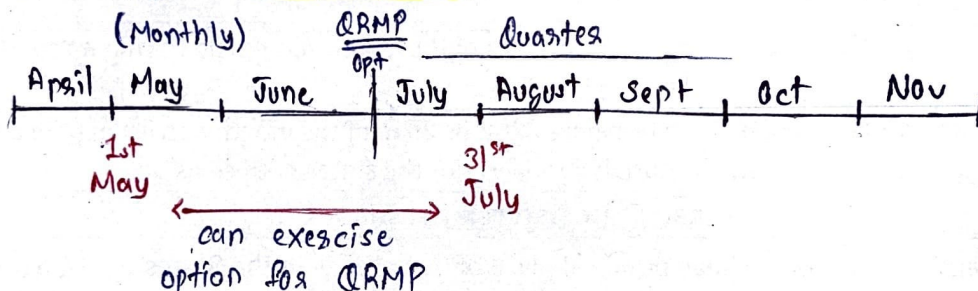 (Monthly) QRMP Quarter
opt
April May June July August Sept Oct Nov
1st
May
31st
July
can exercise
option for QRMP